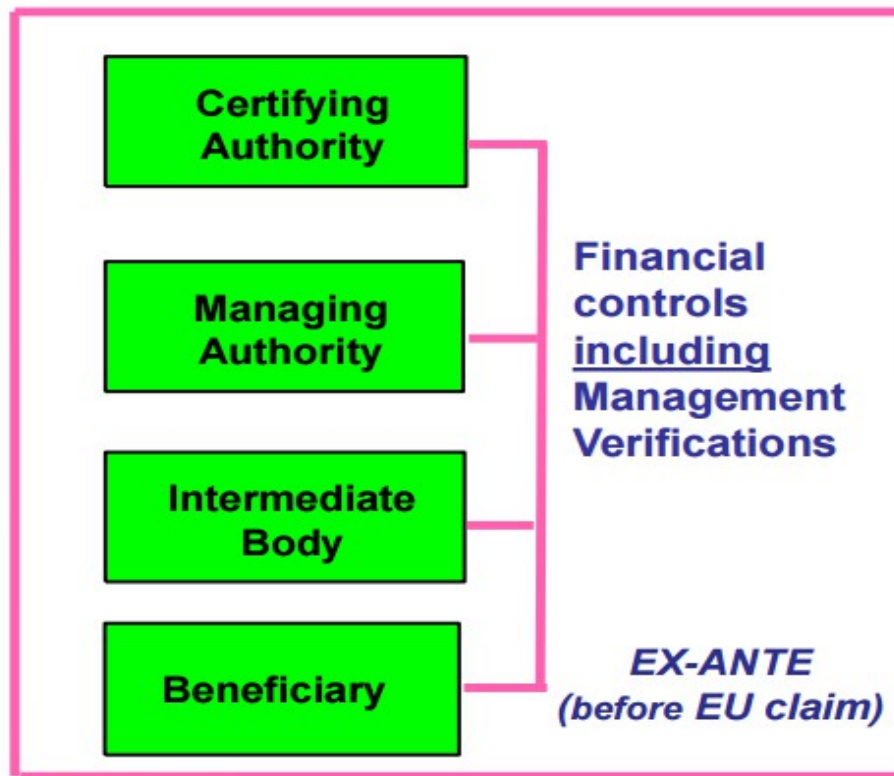 Certifying
Authority
Managing
Authority
Intermediate
Body
Beneficiary
Financial
controls
including
Management
Verifications
EX-ANTE
(before EU claim)